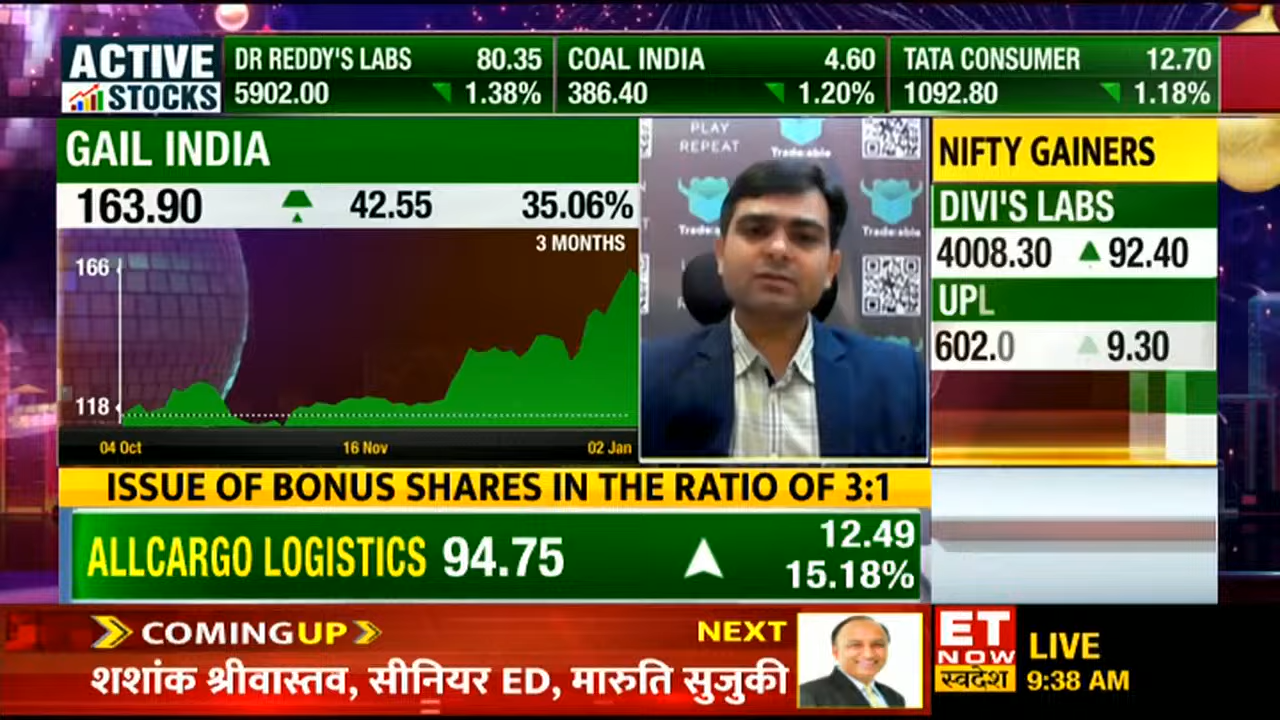 ACTIVE
STOCKS
DR REDDY'S LABS 80.35
5902.00 1.38%
COAL INDIA 4.60
386.40 1.20%
TATA CONSUMER 12.70
1092.80 1.18%
GAIL INDIA
163.90 42.55 35.06%
3 MONTHS
166
118
04 Oct 16 Nov 02 Jan
PLAY
REPEAT
Trade:able
NIFTY GAINERS
DIVI'S LABS
4008.30 92.40
UPL
602.0 9.30
ISSUE OF BONUS SHARES IN THE RATIO OF 3:1
ALLCARGO LOGISTICS 94.75
12.49
15.18%
COMING UP
NEXT
शशांक श्रीवास्तव, सीनियर ED, मारुति सुजुकी
ET
NOW
स्वदेश
LIVE
9:38 AM